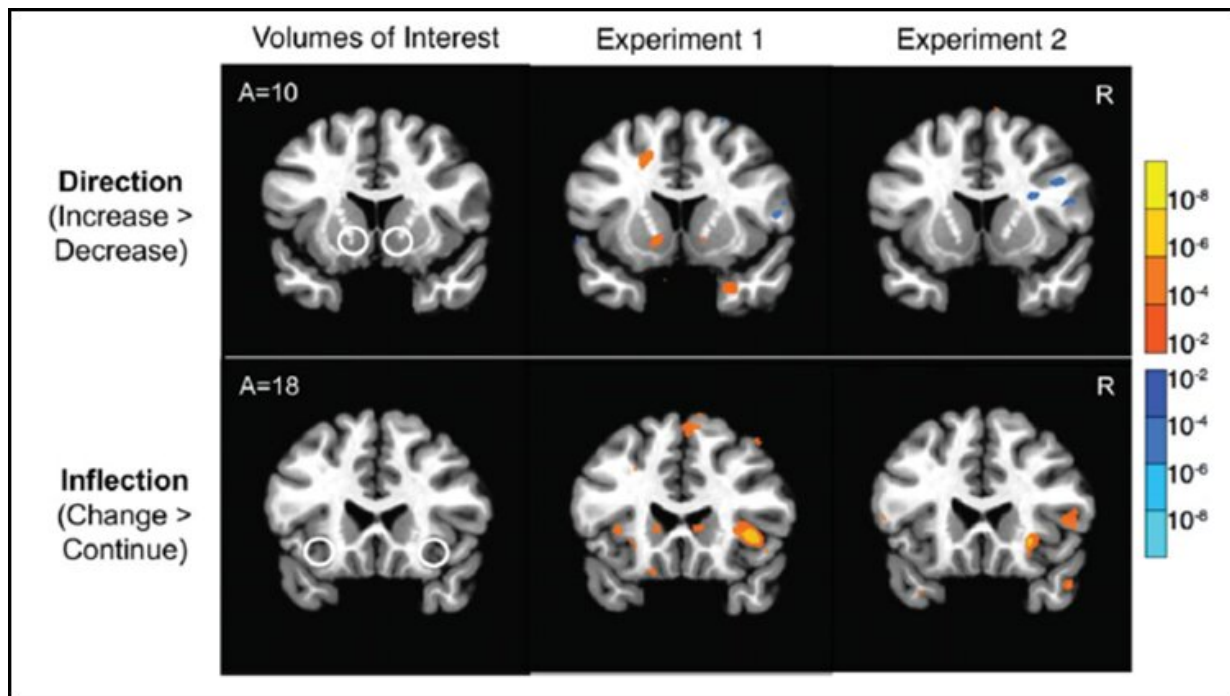 Volumes of Interest
Experiment 1
Experiment 2
A=10
R
Direction
(Increase >
Decrease)
10-8
10-6
10-4
10-2
A=18
R
Inflection
(Change >
Continue)
10-2
10-4
10-6
10-8